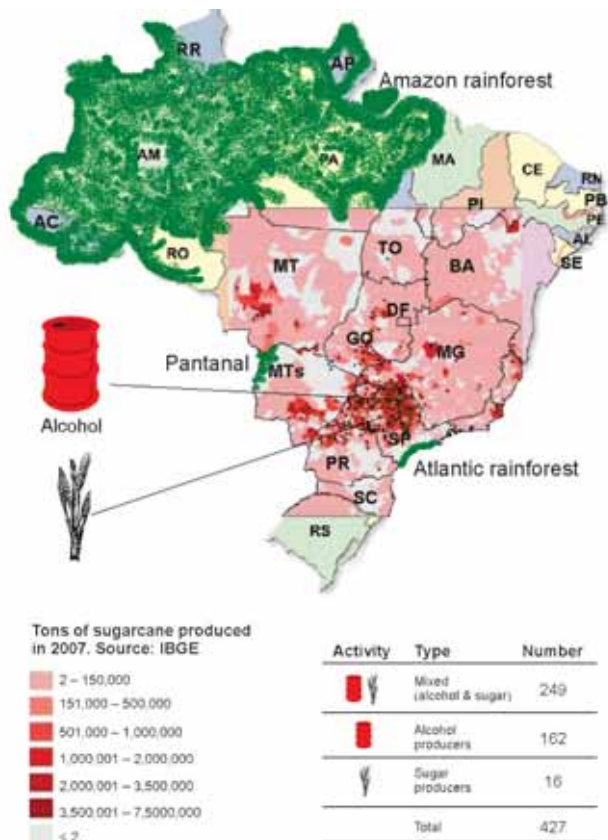 RR
AP
Amazon rainforest
AM
PA
MA
CE
RN
PB
PE
PI
AL
SE
AC
RO
MT
TO
BA
DF
GO
MG
Pantanal
MTs
Alcohol
SP
PR
Atlantic rainforest
SC
RS
Tons of sugarcane produced
in 2007. Source: IBGE
2 – 150,000
151,000 – 500,000
501,000 – 1,000,000
1,000.001 – 2,000,000
2,000.001 – 3,500,000
3,500.001 – 7,5000,000
≤ 2
Activity Type Number
Mixed
(alcohol & sugar) 249
Alcohol
producers 162
Sugar
producers 16
Total 427